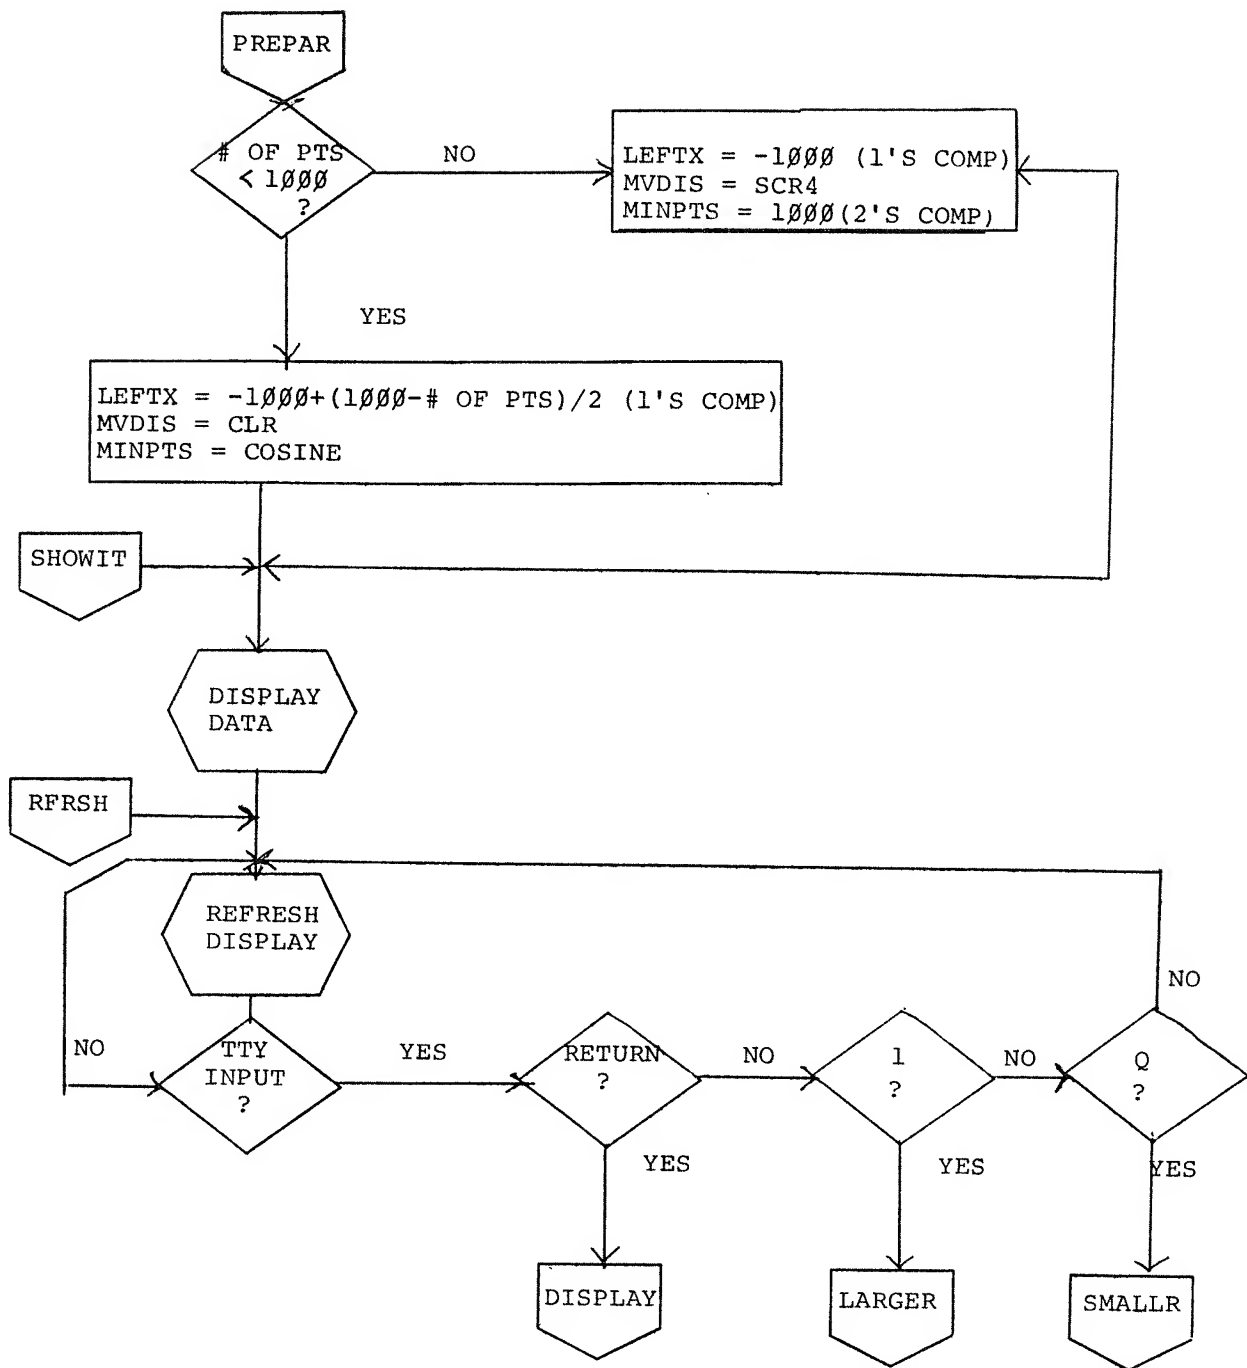 PREPAR
# OF PTS
< 1ØØØ
?
NO
LEFTX = -1ØØØ (1'S COMP)
MVDIS = SCR4
MINPTS = 1ØØØ(2'S COMP)
YES
LEFTX = -1ØØØ+(1ØØØ-# OF PTS)/2 (1'S COMP)
MVDIS = CLR
MINPTS = COSINE
SHOWIT
DISPLAY
DATA
RFRSH
REFRESH
DISPLAY
NO
TTY
INPUT
?
YES
RETURN
?
NO
1
?
NO
Q
?
NO
YES
YES
YES
DISPLAY
LARGER
SMALLR